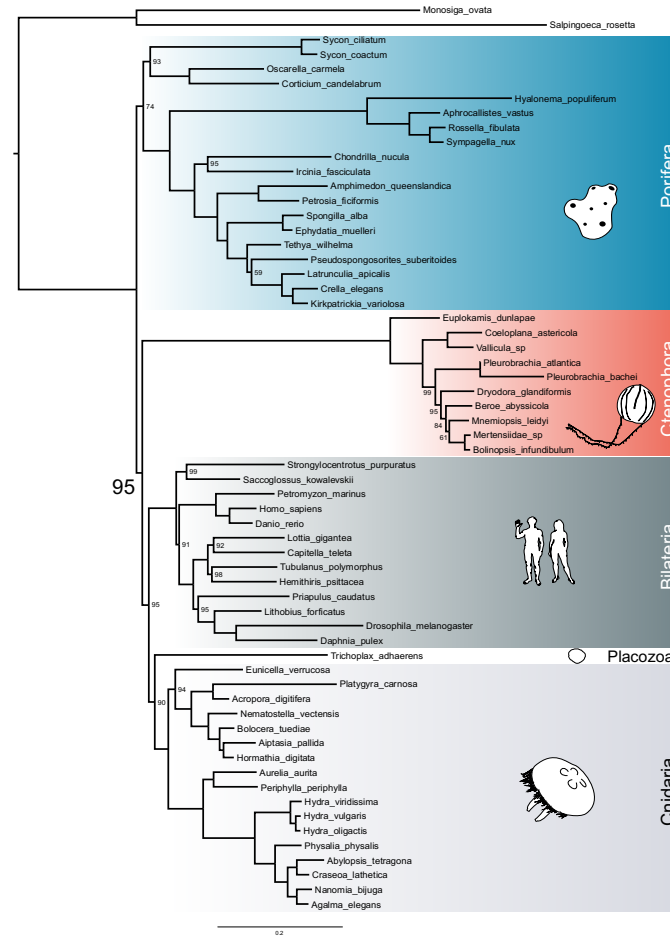 Monosiga_ovata
Salpingoeca_rosetta
Sycon_ciliatum
Sycon_coactum
93
Oscarella_carmela
Corticium_candelabrum
74
Hyalonema_populiferum
Aphrocallistes_vastus
Rossella_fibulata
Sympagella_nux
Porifera
Chondrilla_nucula
95
Ircinia_fasciculata
Amphimedon_queenslandica
Petrosia_ficiformis
Spongilla_alba
Ephydatia_muelleri
Tethya_wilhelma
Pseudospongosorites_suberitoides
59
Latrunculia_apicalis
Crella_elegans
Kirkpatrickia_variolosa
Euplokamis_dunlapae
Coeloplana_astericola
Vallicula_sp
Pleurobrachia_atlantica
Pleurobrachia_bachei
Ctenophora
99
Dryodora_glandiformis
95
Beroe_abyssicola
84
Mnemiopsis_leidyi
61
Mertensiidae_sp
Bolinopsis_infundibulum
95
Strongylocentrotus_purpuratus
99
Saccoglossus_kowalevskii
Petromyzon_marinus
Homo_sapiens
Danio_rerio
91
Lottia_gigantea
92
Capitella_teleta
Tubulanus_polymorphus
98
Hemithiris_psittacea
Bilateria
Priapulus_caudatus
95
95
Lithobius_forficatus
Drosophila_melanogaster
Daphnia_pulex
Trichoplax_adhaerens
Placozoa
Eunicella_verrucosa
94
Platygyra_carnosa
90
Acropora_digitifera
Nematostella_vectensis
Bolocera_tuediae
Aiptasia_pallida
Hormathia_digitata
Aurelia_aurita
Periphylla_periphylla
Cnidaria
Hydra_viridissima
Hydra_vulgaris
Hydra_oligactis
Physalia_physalis
Abylopsis_tetragona
Craseoa_lathetica
Nanomia_bijuga
Agalma_elegans
0.2